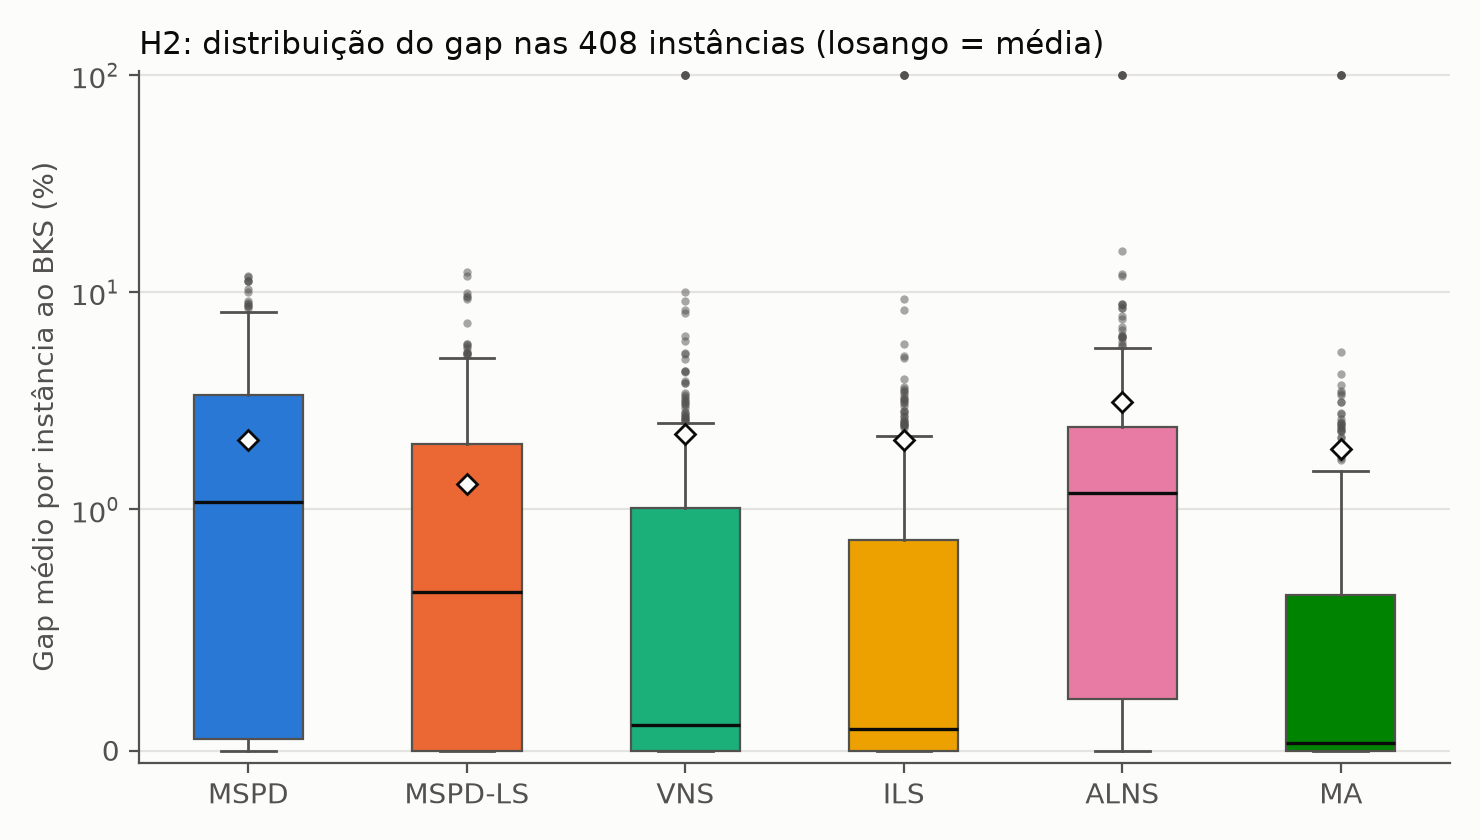 H2: distribuição do gap nas 408 instâncias (losango = média)
Gap médio por instância ao BKS (%)
10²
10¹
10⁰
0
MSPD MSPD-LS VNS ILS ALNS MA